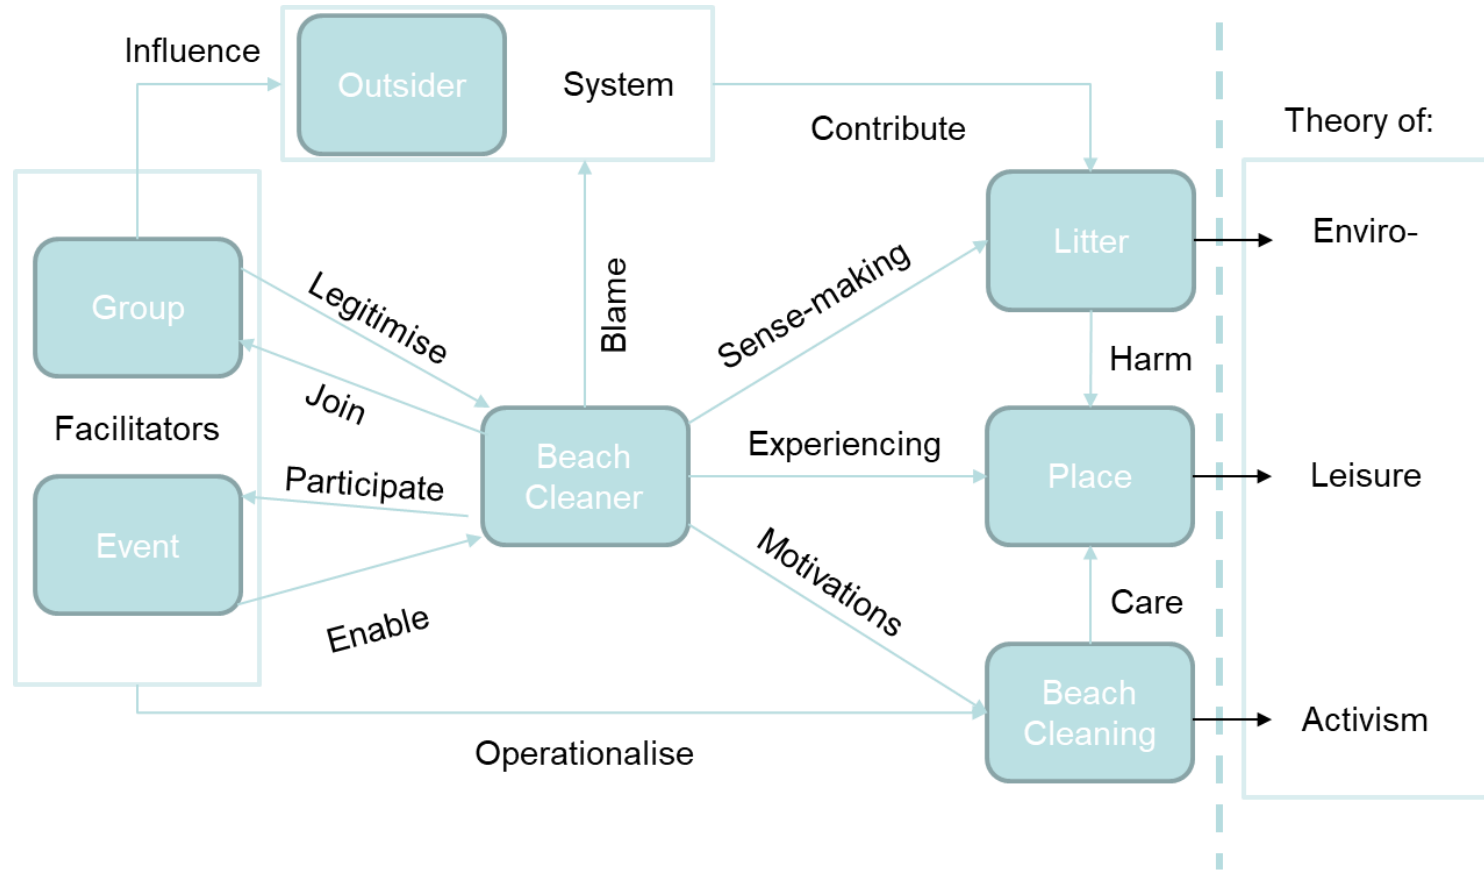 Influence
Outsider
System
Contribute
Theory of:
Group
Legitimise
Join
Facilitators
Participate
Event
Enable
Blame
Beach
Cleaner
Sense-making
Experiencing
Motivations
Litter
Harm
Place
Care
Beach
Cleaning
Operationalise
Enviro-
Leisure
Activism